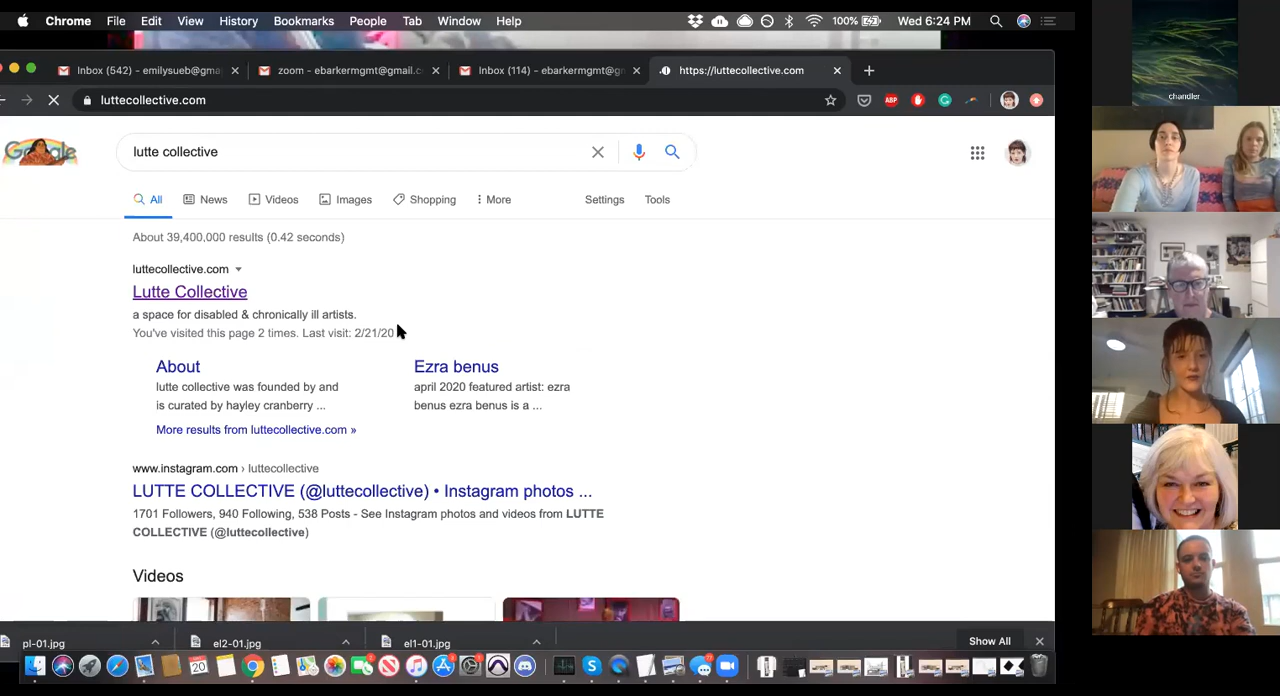 Chrome File Edit View History Bookmarks People Tab Window Help 100% Wed 6:24 PM
Inbox (542) - emilysueb@gma
zoom - ebarkermgmt@gmail.c
Inbox (114) - ebarkermgmt@gm
https://luttecollective.com
luttecollective.com
ABP
Google
lutte collective
All News Videos Images Shopping More Settings Tools
About 39,400,000 results (0.42 seconds)
luttecollective.com
Lutte Collective
a space for disabled & chronically ill artists.
You've visited this page 2 times. Last visit: 2/21/20
About
lutte collective was founded by and
is curated by hayley cranberry ...
Ezra benus
april 2020 featured artist: ezra
benus ezra benus is a ...
More results from luttecollective.com »
www.instagram.com › luttecollective
LUTTE COLLECTIVE (@luttecollective) • Instagram photos ...
1701 Followers, 940 Following, 538 Posts - See Instagram photos and videos from LUTTE
COLLECTIVE (@luttecollective)
Videos
pl-01.jpg
el2-01.jpg
el1-01.jpg
Show All
20
chandler